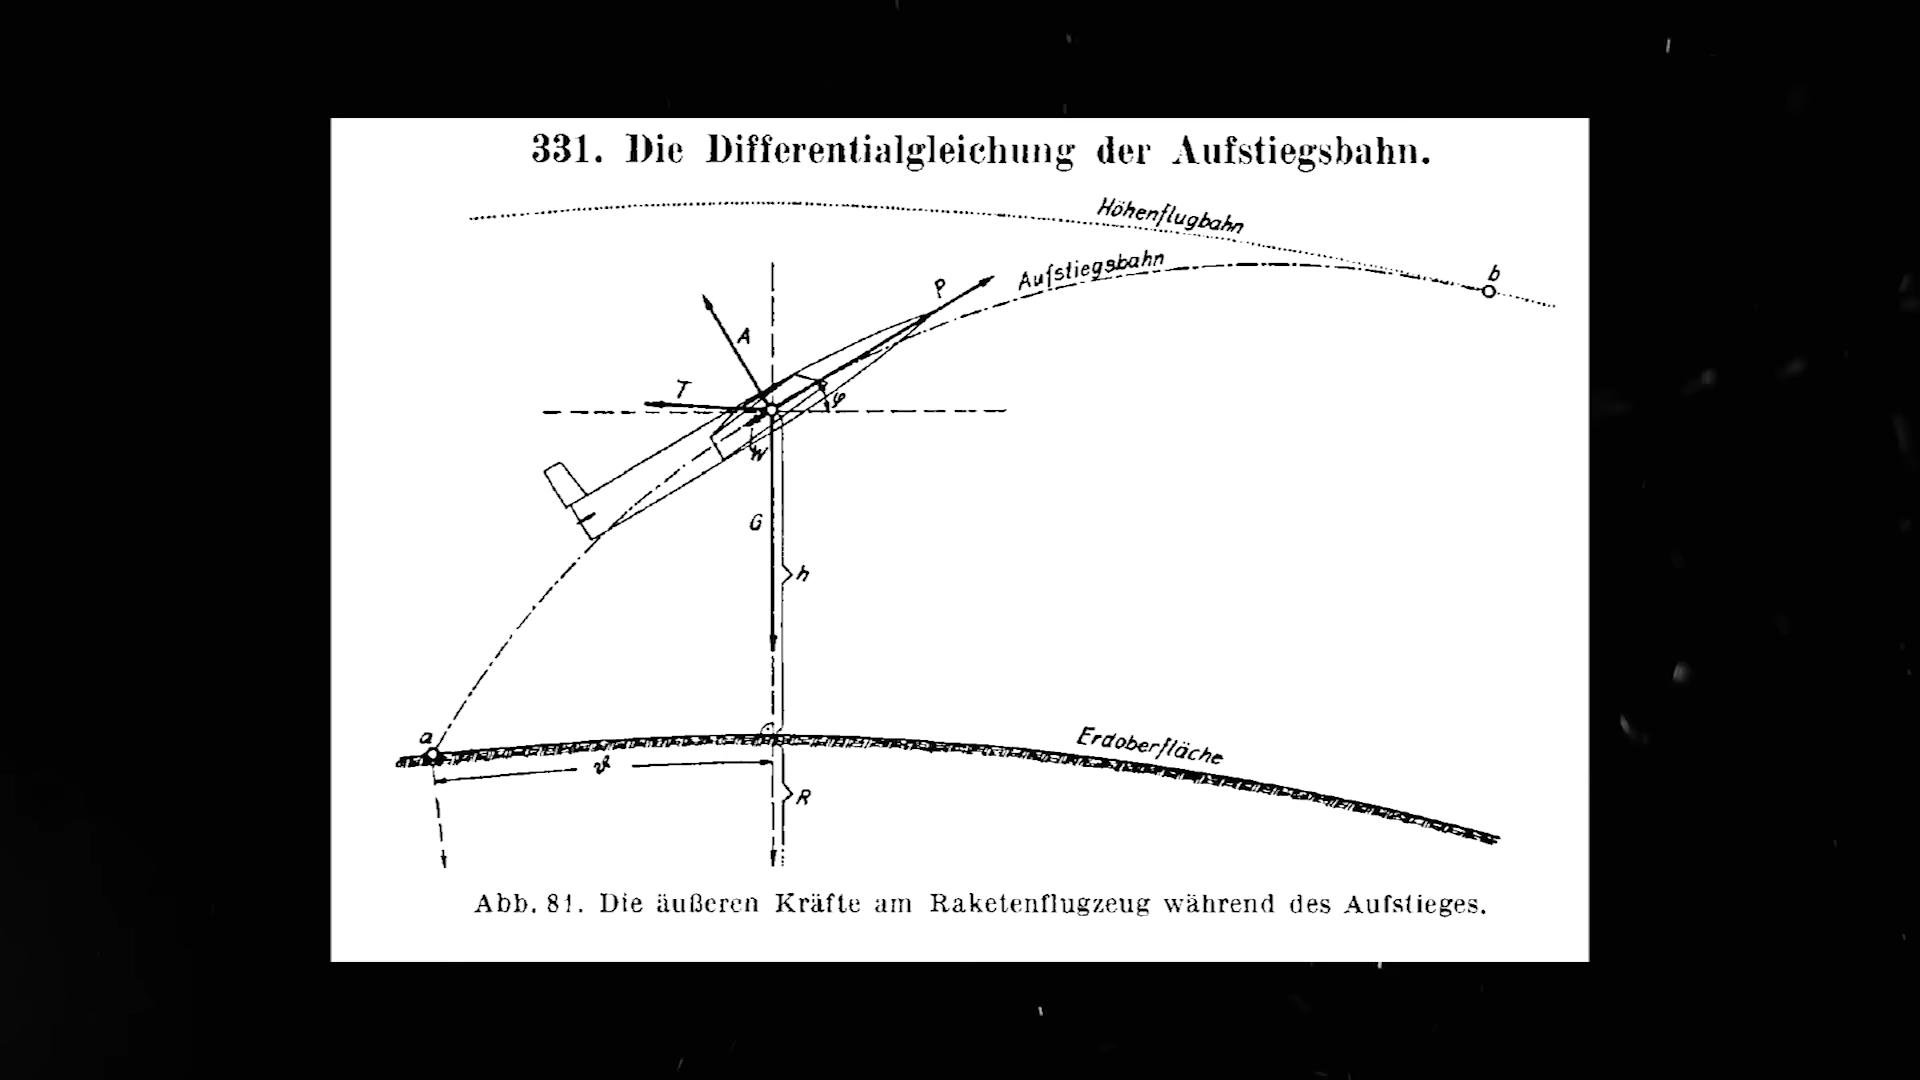 331. Die Differentialgleichung der Aufstiegsbahn.
Höhenflugbahn
Aufstiegsbahn
b
P
A
T
φ
W
G
h
a
Erdoberfläche
ϑ
R
Abb. 81. Die äußeren Kräfte am Raketenflugzeug während des Aufstieges.